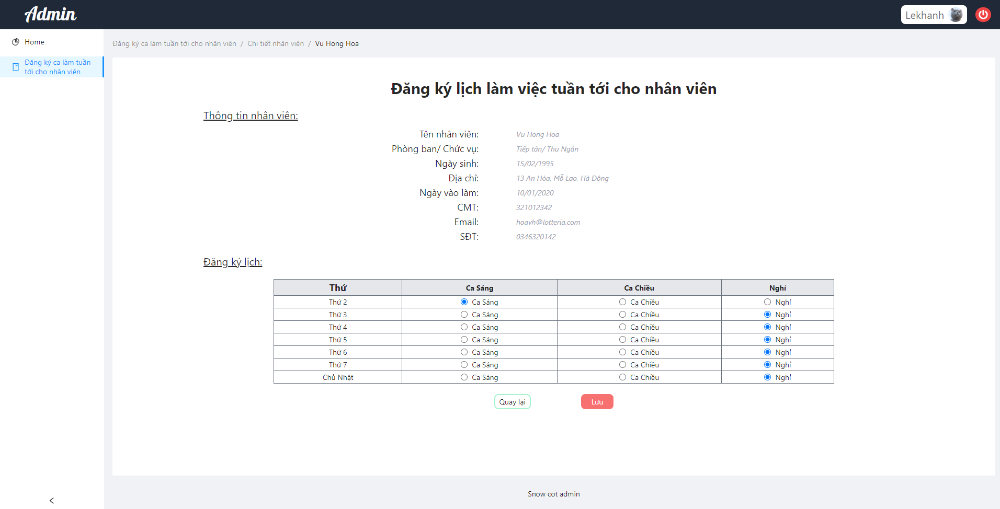 Admin
Lekhanh
Home
Đăng ký ca làm tuần
tới cho nhân viên
Đăng ký ca làm tuần tới cho nhân viên / Chi tiết nhân viên / Vu Hong Hoa
Đăng ký lịch làm việc tuần tới cho nhân viên
Thông tin nhân viên:
Tên nhân viên: Vu Hong Hoa
Phòng ban/ Chức vụ: Tiếp tân/ Thu Ngân
Ngày sinh: 15/02/1995
Địa chỉ: 13 An Hòa, Mỗ Lao, Hà Đông
Ngày vào làm: 10/01/2020
CMT: 321012342
Email: hoavh@lotteria.com
SĐT: 0346320142
Đăng ký lịch:
Thứ Ca Sáng Ca Chiều Nghỉ
Thứ 2 Ca Sáng Ca Chiều Nghỉ
Thứ 3 Ca Sáng Ca Chiều Nghỉ
Thứ 4 Ca Sáng Ca Chiều Nghỉ
Thứ 5 Ca Sáng Ca Chiều Nghỉ
Thứ 6 Ca Sáng Ca Chiều Nghỉ
Thứ 7 Ca Sáng Ca Chiều Nghỉ
Chủ Nhật Ca Sáng Ca Chiều Nghỉ
Quay lại Lưu
Snow cot admin